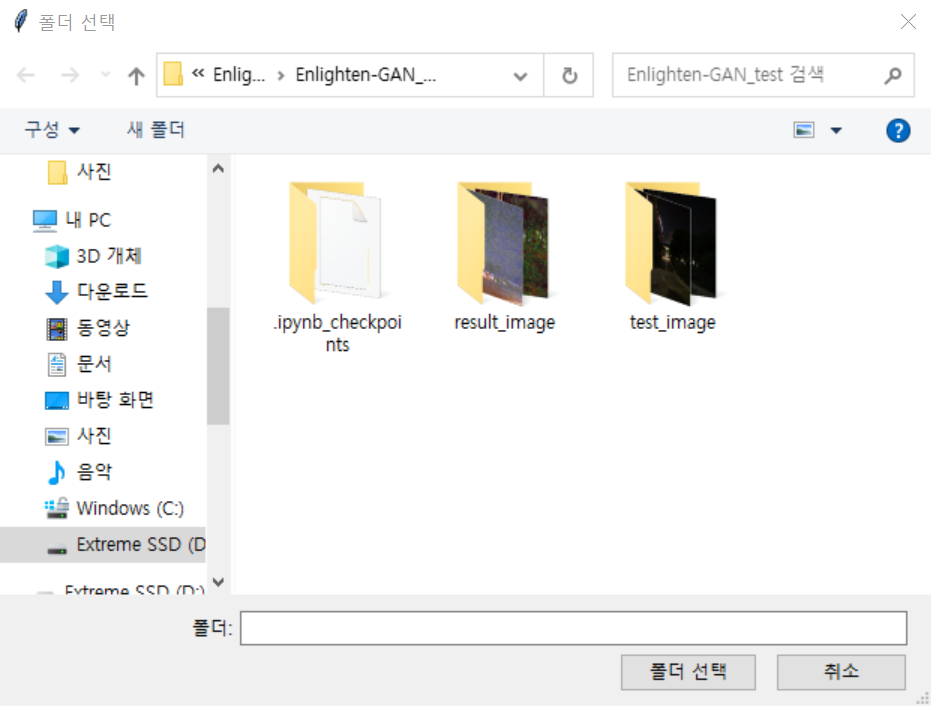 폴더 선택
« Enlig... › Enlighten-GAN_...
Enlighten-GAN_test 검색
구성
새 폴더
사진
내 PC
3D 개체
다운로드
동영상
문서
바탕 화면
사진
음악
Windows (C:)
Extreme SSD (D
Extreme SSD (D:)
.ipynb_checkpoi
nts
result_image
test_image
폴더:
폴더 선택
취소